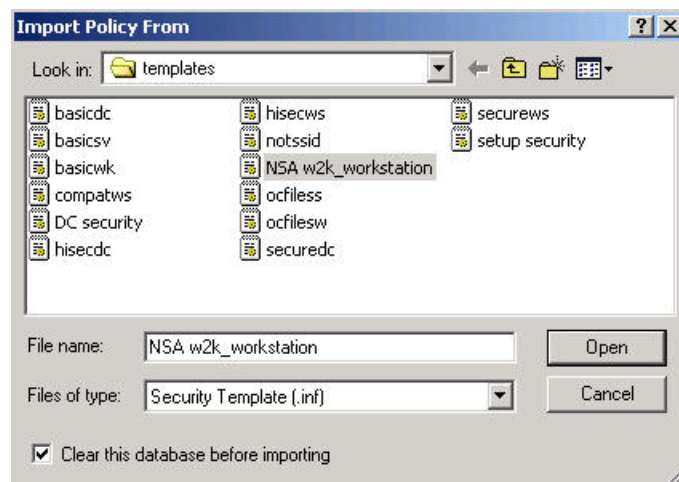 Import Policy From
Look in: templates
basicdc
basicsv
basicwk
compatws
DC security
hisecdc
hisecws
notssid
NSA w2k_workstation
ocfiless
ocfilesw
securedc
securews
setup security
File name: NSA w2k_workstation Open
Files of type: Security Template (.inf) Cancel
Clear this database before importing